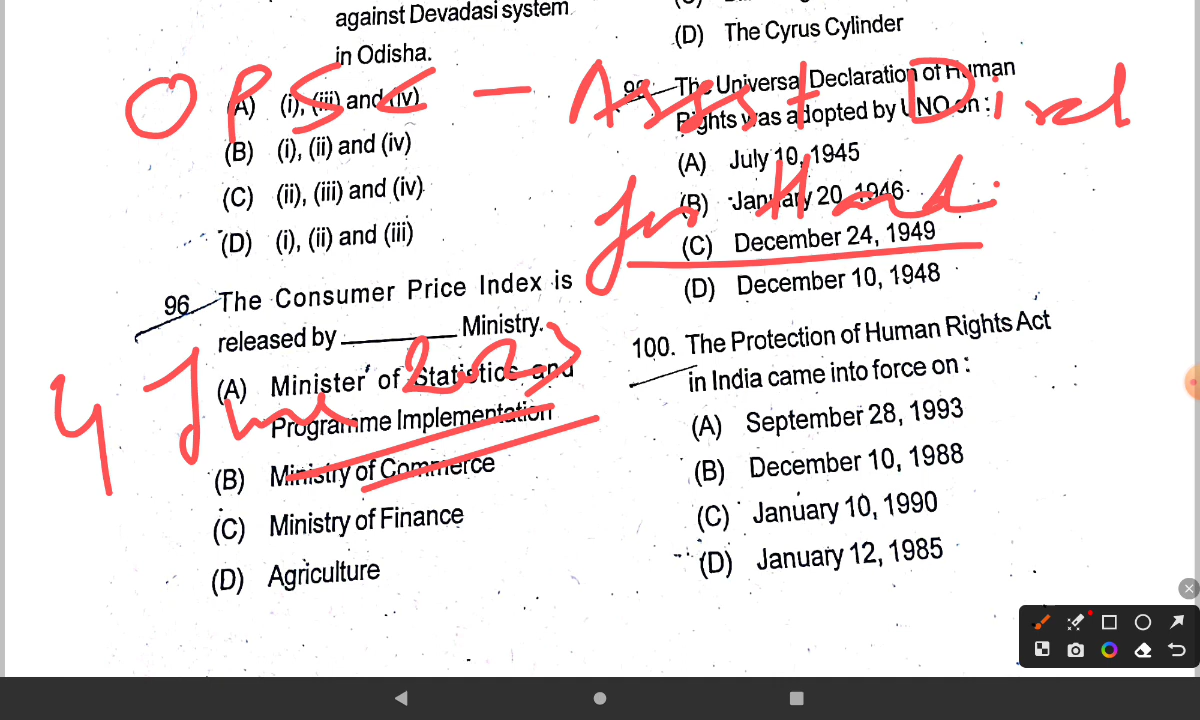 against Devadasi system
in Odisha.
(A) (i), (iii) and (iv)
(B) (i), (ii) and (iv)
(C) (ii), (iii) and (iv)
(D) (i), (ii) and (iii)
96. The Consumer Price Index is
released by ________ Ministry.
(A) Minister of Statistics and
Programme Implementation
(B) Ministry of Commerce
(C) Ministry of Finance
(D) Agriculture
(D) The Cyrus Cylinder
The Universal Declaration of Human
Rights was adopted by UNO on :
(A) July 10, 1945
(B) January 20, 1946
(C) December 24, 1949
(D) December 10, 1948
100. The Protection of Human Rights Act
in India came into force on :
(A) September 28, 1993
(B) December 10, 1988
(C) January 10, 1990
(D) January 12, 1985
OPSC - Asst Direct
for
4 June 2023